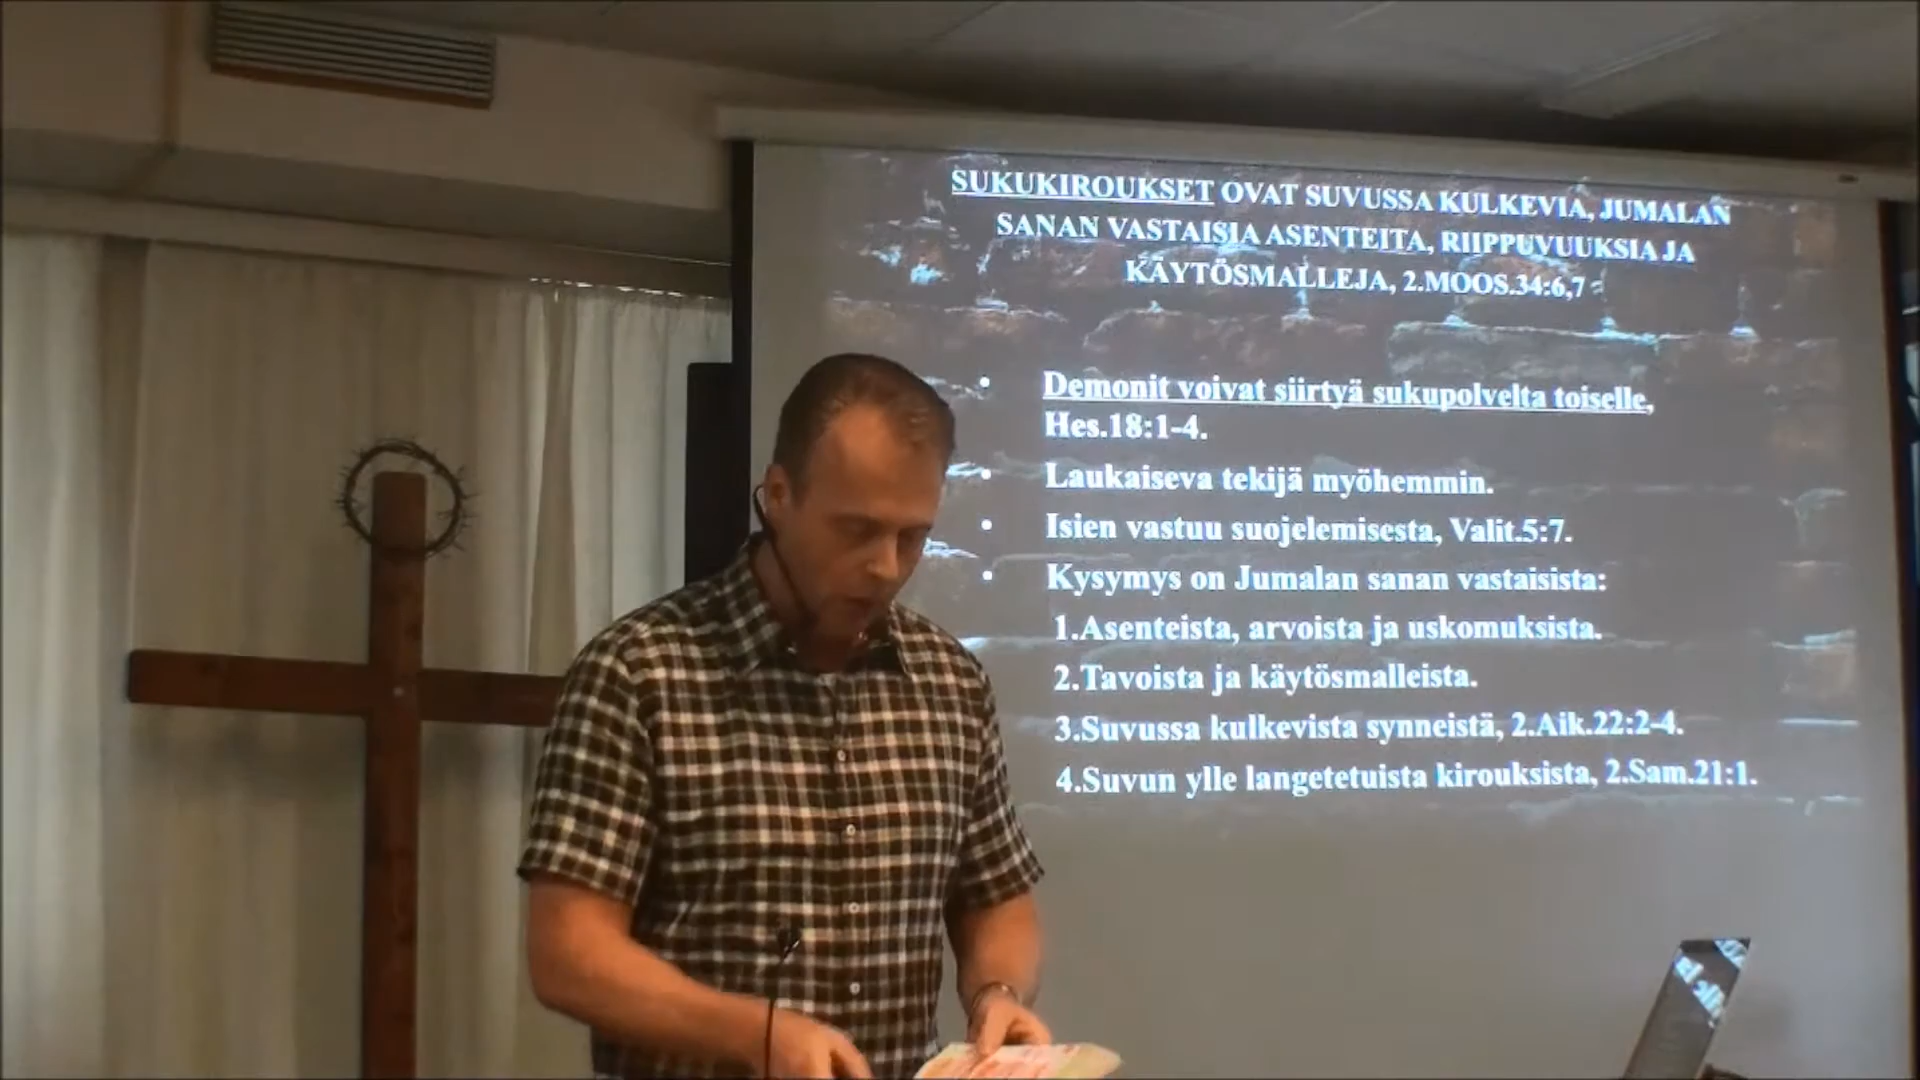 SUKUKIROUKSET OVAT SUVUSSA KULKEVIA, JUMALAN
SANAN VASTAISIA ASENTEITA, RIIPPUVUUKSIA JA
KÄYTÖSMALLEJA, 2.MOOS.34:6,7
• Demonit voivat siirtyä sukupolvelta toiselle,
Hes.18:1-4.
• Laukaiseva tekijä myöhemmin.
• Isien vastuu suojelemisesta, Valit.5:7.
• Kysymys on Jumalan sanan vastaisista:
1.Asenteista, arvoista ja uskomuksista.
2.Tavoista ja käytösmalleista.
3.Suvussa kulkevista synneistä, 2.Aik.22:2-4.
4.Suvun ylle langetetuista kirouksista, 2.Sam.21:1.